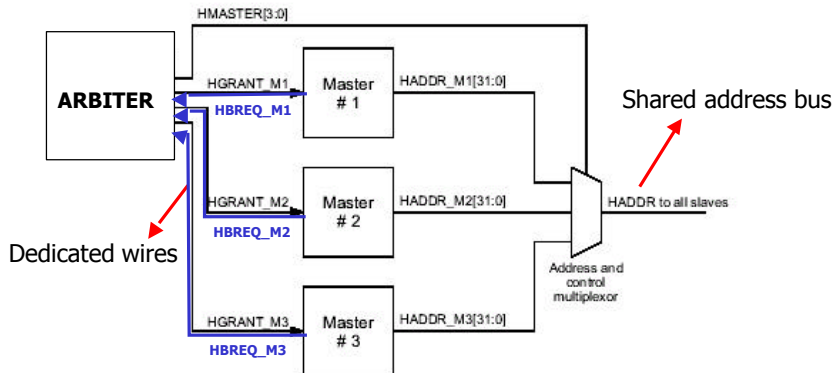 HMASTER[3:0]
ARBITER
HGRANT_M1
HBREQ_M1
Master
# 1
HADDR_M1[31:0]
Shared address bus
HGRANT_M2
HBREQ_M2
Master
# 2
HADDR_M2[31:0]
HADDR to all slaves
Dedicated wires
Address and
control
multiplexor
HGRANT_M3
HBREQ_M3
Master
# 3
HADDR_M3[31:0]